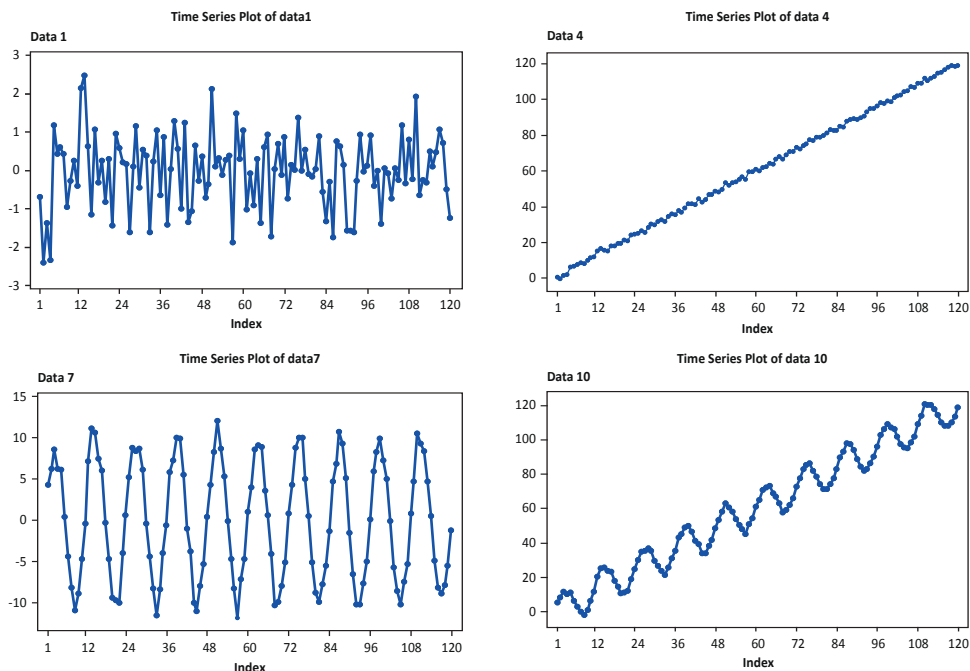 Time Series Plot of data1
Data 1
3
2
1
0
-1
-2
-3
1 12 24 36 48 60 72 84 96 108 120
Index
Time Series Plot of data 4
Data 4
120
100
80
60
40
20
0
1 12 24 36 48 60 72 84 96 108 120
Index
Time Series Plot of data7
Data 7
15
10
5
0
-5
-10
1 12 24 36 48 60 72 84 96 108 120
Index
Time Series Plot of data 10
Data 10
120
100
80
60
40
20
0
1 12 24 36 48 60 72 84 96 108 120
Index